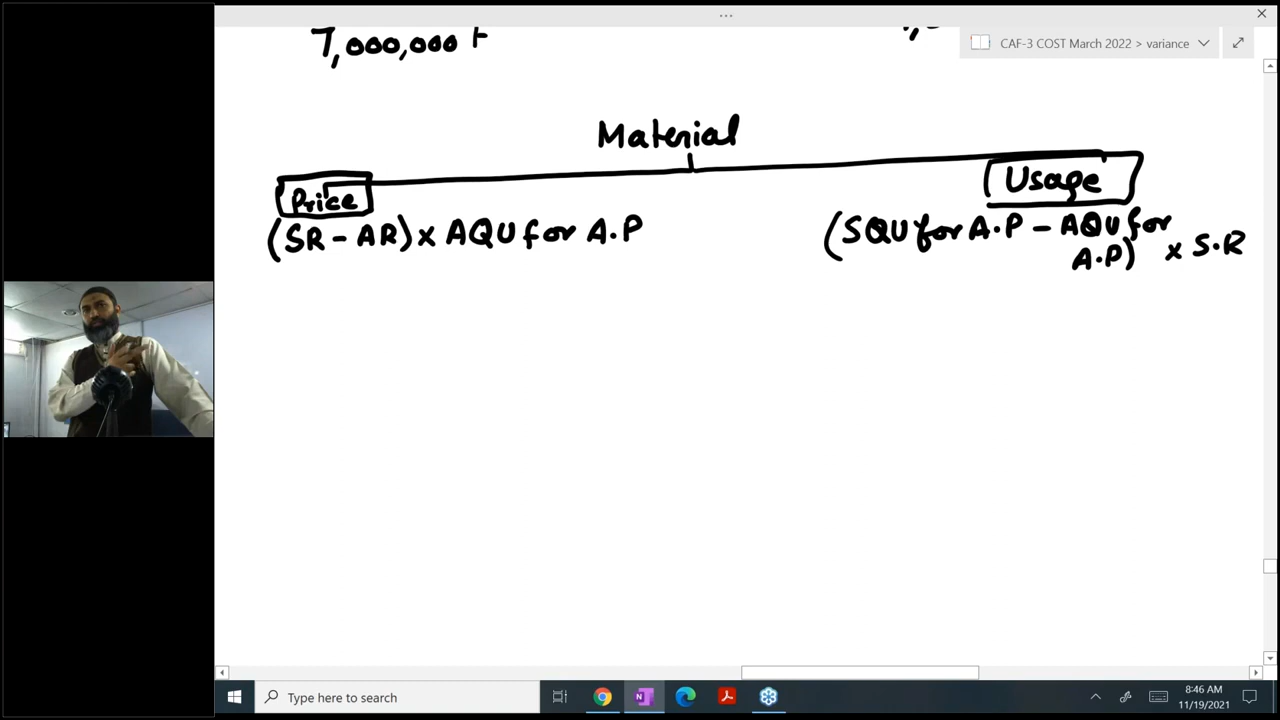 7,000,000 F
CAF-3 COST March 2022 > variance
Material
Price
Usage
(SR - AR) x AQU for A.P
(SQU for A.P - AQU for
A.P) x S.R
Type here to search
8:46 AM
11/19/2021